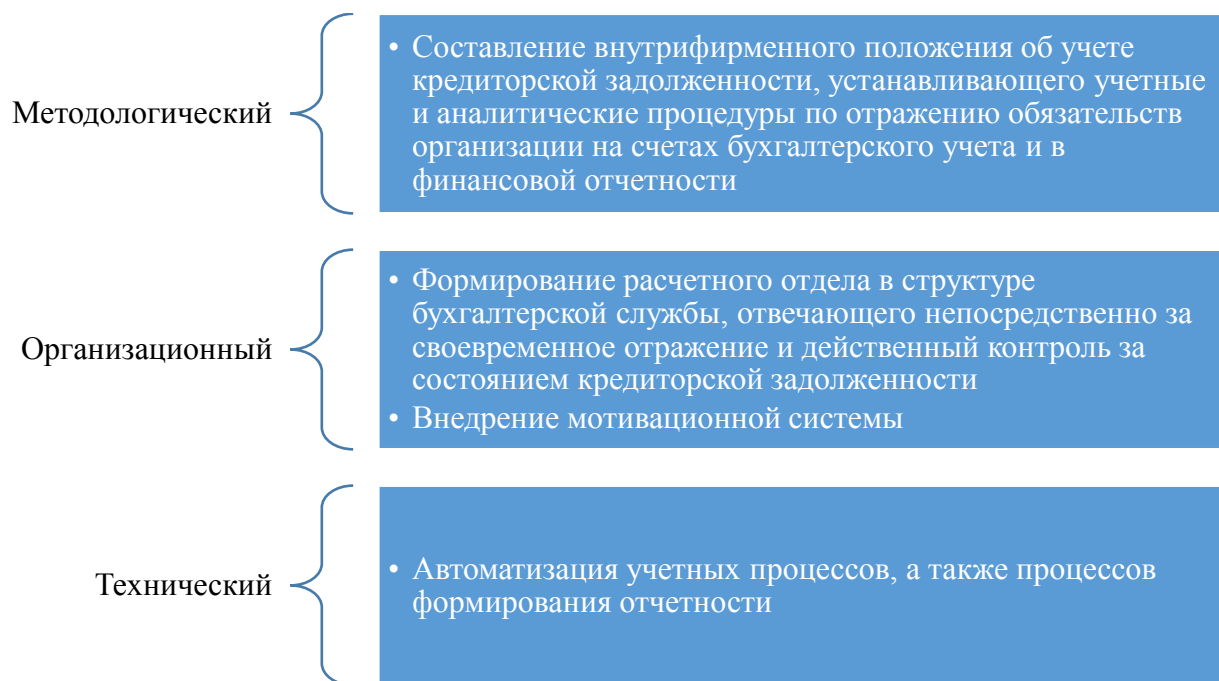 Методологический
• Составление внутрифирменного положения об учете
кредиторской задолженности, устанавливающего учетные
и аналитические процедуры по отражению обязательств
организации на счетах бухгалтерского учета и в
финансовой отчетности
Организационный
• Формирование расчетного отдела в структуре
бухгалтерской службы, отвечающего непосредственно за
своевременное отражение и действенный контроль за
состоянием кредиторской задолженности
• Внедрение мотивационной системы
Технический
• Автоматизация учетных процессов, а также процессов
формирования отчетности